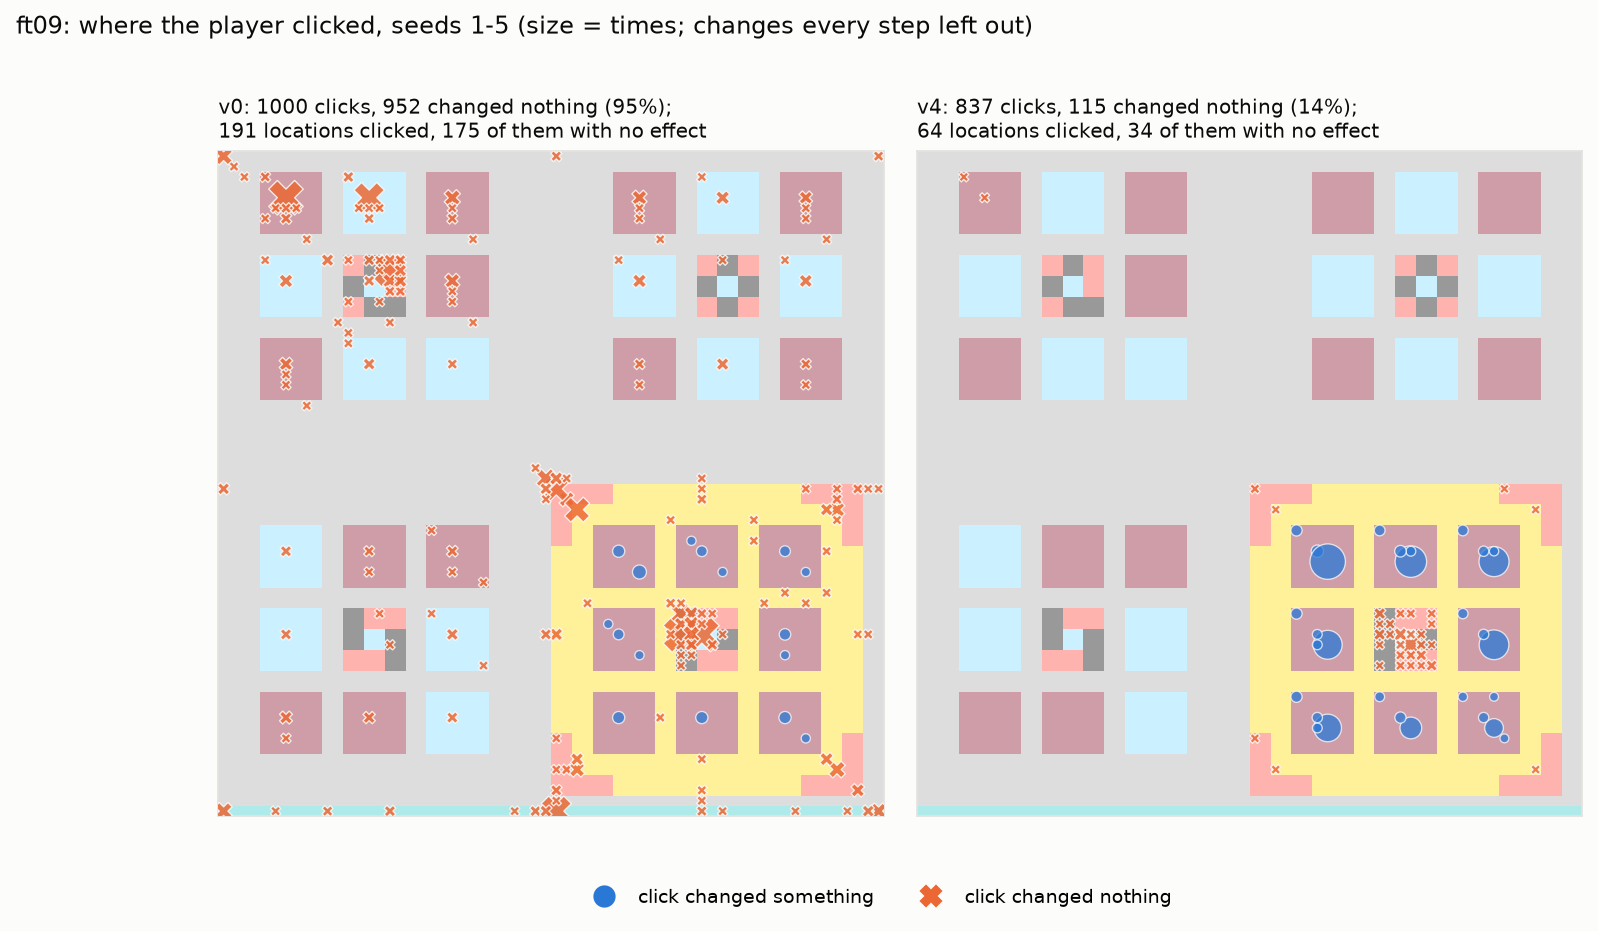 ft09: where the player clicked, seeds 1-5 (size = times; changes every step left out)
v0: 1000 clicks, 952 changed nothing (95%);
191 locations clicked, 175 of them with no effect
v4: 837 clicks, 115 changed nothing (14%);
64 locations clicked, 34 of them with no effect
click changed something
click changed nothing